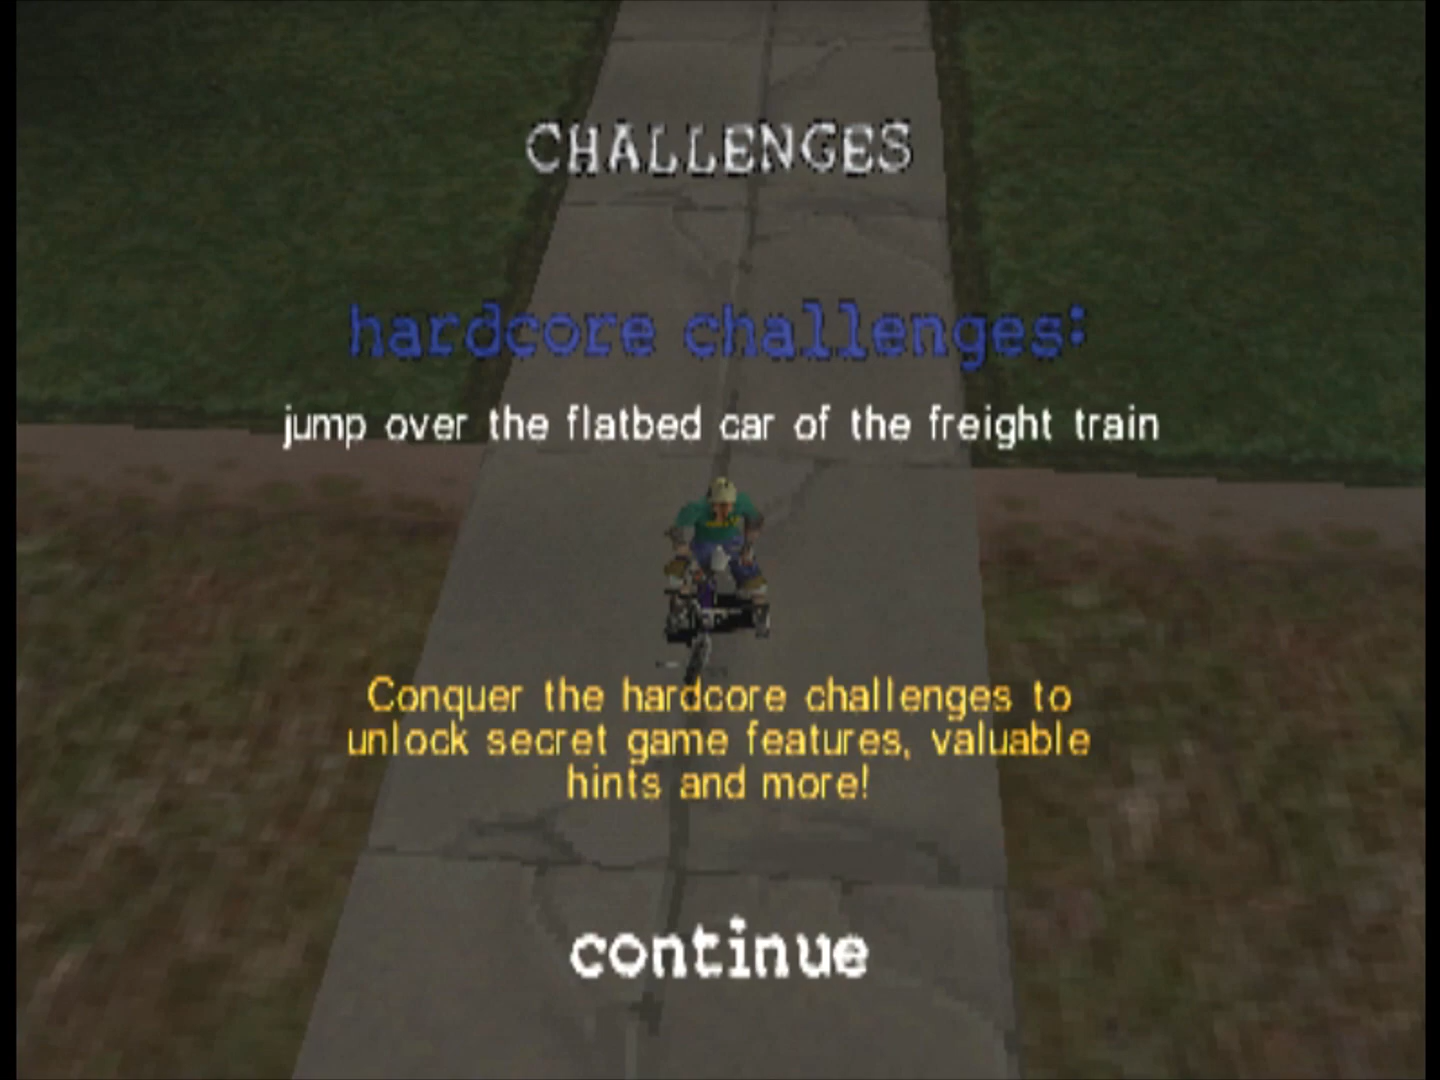 CHALLENGES
hardcore challenges:
jump over the flatbed car of the freight train
Conquer the hardcore challenges to
unlock secret game features, valuable
hints and more!
continue